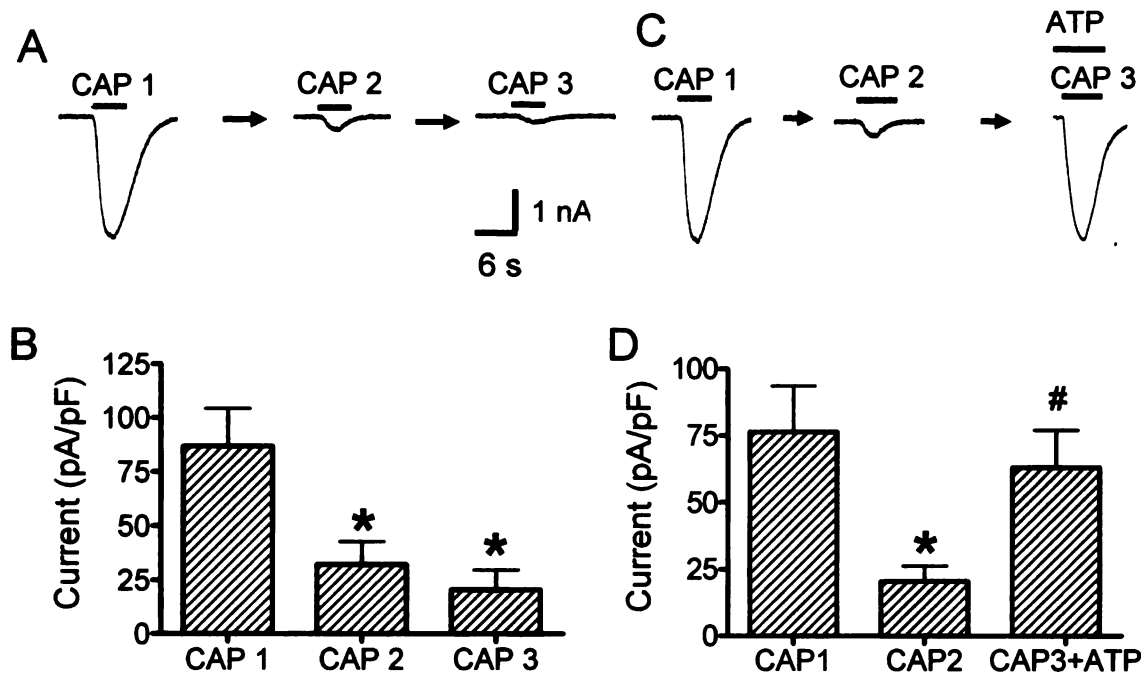 A
CAP 1
CAP 2
CAP 3
1 nA
6 s
C
CAP 1
CAP 2
ATP
CAP 3
B
Current (pA/pF)
125
100
75
50
25
0
*
*
CAP 1
CAP 2
CAP 3
D
Current (pA/pF)
100
75
50
25
0
*
#
CAP1
CAP2
CAP3+ATP